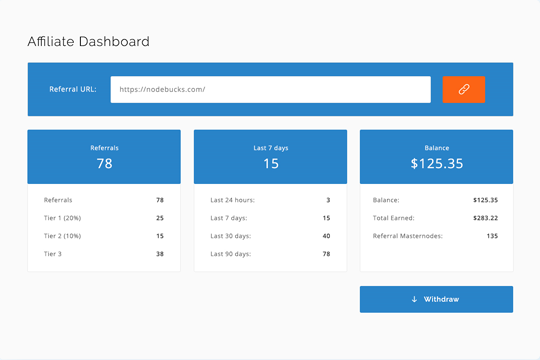 Affiliate Dashboard
Referral URL: https://nodebucks.com/
Referrals
78
Referrals 78
Tier 1 (20%) 25
Tier 2 (10%) 15
Tier 3 38
Last 7 days
15
Last 24 hours: 3
Last 7 days: 15
Last 30 days: 40
Last 90 days: 78
Balance
$125.35
Balance: $125.35
Total Earned: $283.22
Referral Masternodes: 135
Withdraw